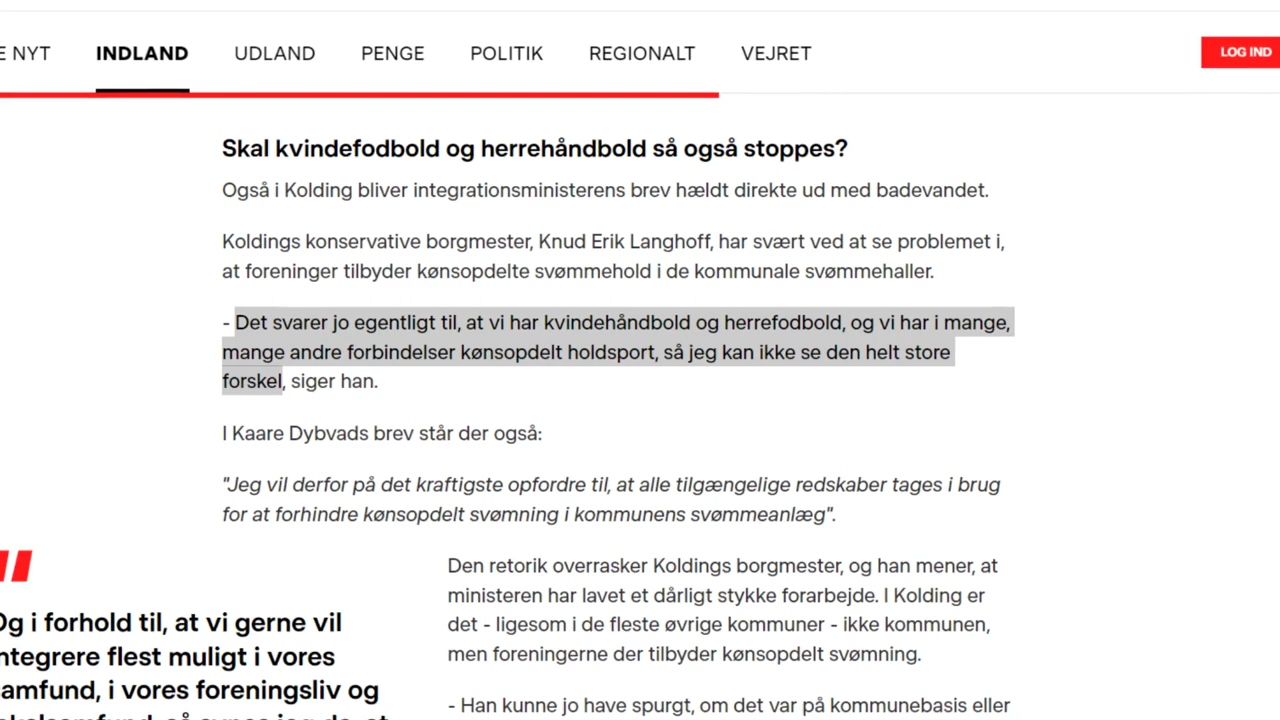 E NYT INDLAND UDLAND PENGE POLITIK REGIONALT VEJRET LOG IND
Skal kvindefodbold og herrehåndbold så også stoppes?
Også i Kolding bliver integrationsministerens brev hældt direkte ud med badevandet.
Koldings konservative borgmester, Knud Erik Langhoff, har svært ved at se problemet i,
at foreninger tilbyder kønsopdelte svømmehold i de kommunale svømmehaller.
- Det svarer jo egentligt til, at vi har kvindehåndbold og herrefodbold, og vi har i mange,
mange andre forbindelser kønsopdelt holdsport, så jeg kan ikke se den helt store
forskel, siger han.
I Kaare Dybvads brev står der også:
"Jeg vil derfor på det kraftigste opfordre til, at alle tilgængelige redskaber tages i brug
for at forhindre kønsopdelt svømning i kommunens svømmeanlæg".
Og i forhold til, at vi gerne vil
ntegrere flest muligt i vores
amfund, i vores foreningsliv og
Den retorik overrasker Koldings borgmester, og han mener, at
ministeren har lavet et dårligt stykke forarbejde. I Kolding er
det - ligesom i de fleste øvrige kommuner - ikke kommunen,
men foreningerne der tilbyder kønsopdelt svømning.
- Han kunne jo have spurgt, om det var på kommunebasis eller